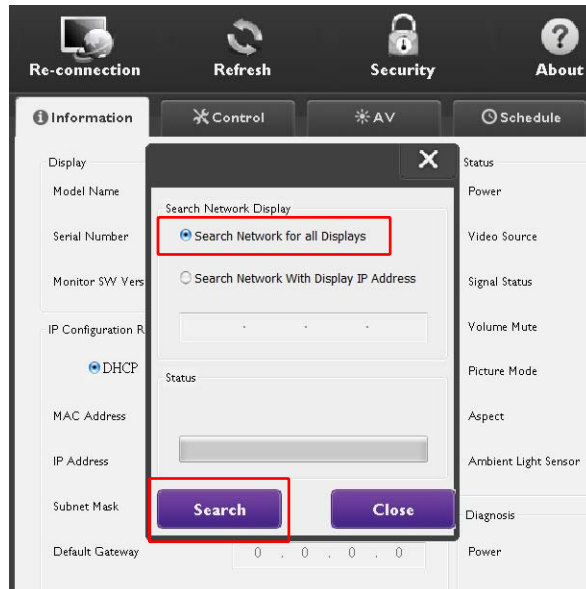 Re-connection
Refresh
Security
About
Information
Control
AV
Schedule
Display
Model Name
Serial Number
Monitor SW Vers
IP Configuration R
DHCP
MAC Address
IP Address
Subnet Mask
Default Gateway
0 . 0 . 0 . 0
X
Search Network Display
Search Network for all Displays
Search Network With Display IP Address
. . .
Status
Search
Close
Status
Power
Video Source
Signal Status
Volume Mute
Picture Mode
Aspect
Ambient Light Sensor
Diagnosis
Power